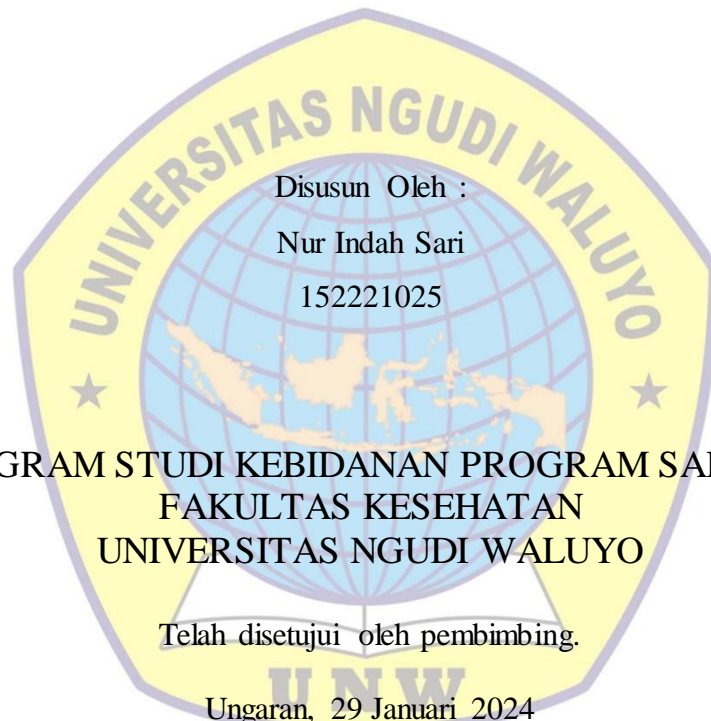 UNIVERSITAS NGUDI WALUYO
Disusun Oleh :
Nur Indah Sari
152221025
GRAM STUDI KEBIDANAN PROGRAM SA
FAKULTAS KESEHATAN
UNIVERSITAS NGUDI WALUYO
Telah disetujui oleh pembimbing.
UNW
Ungaran, 29 Januari 2024